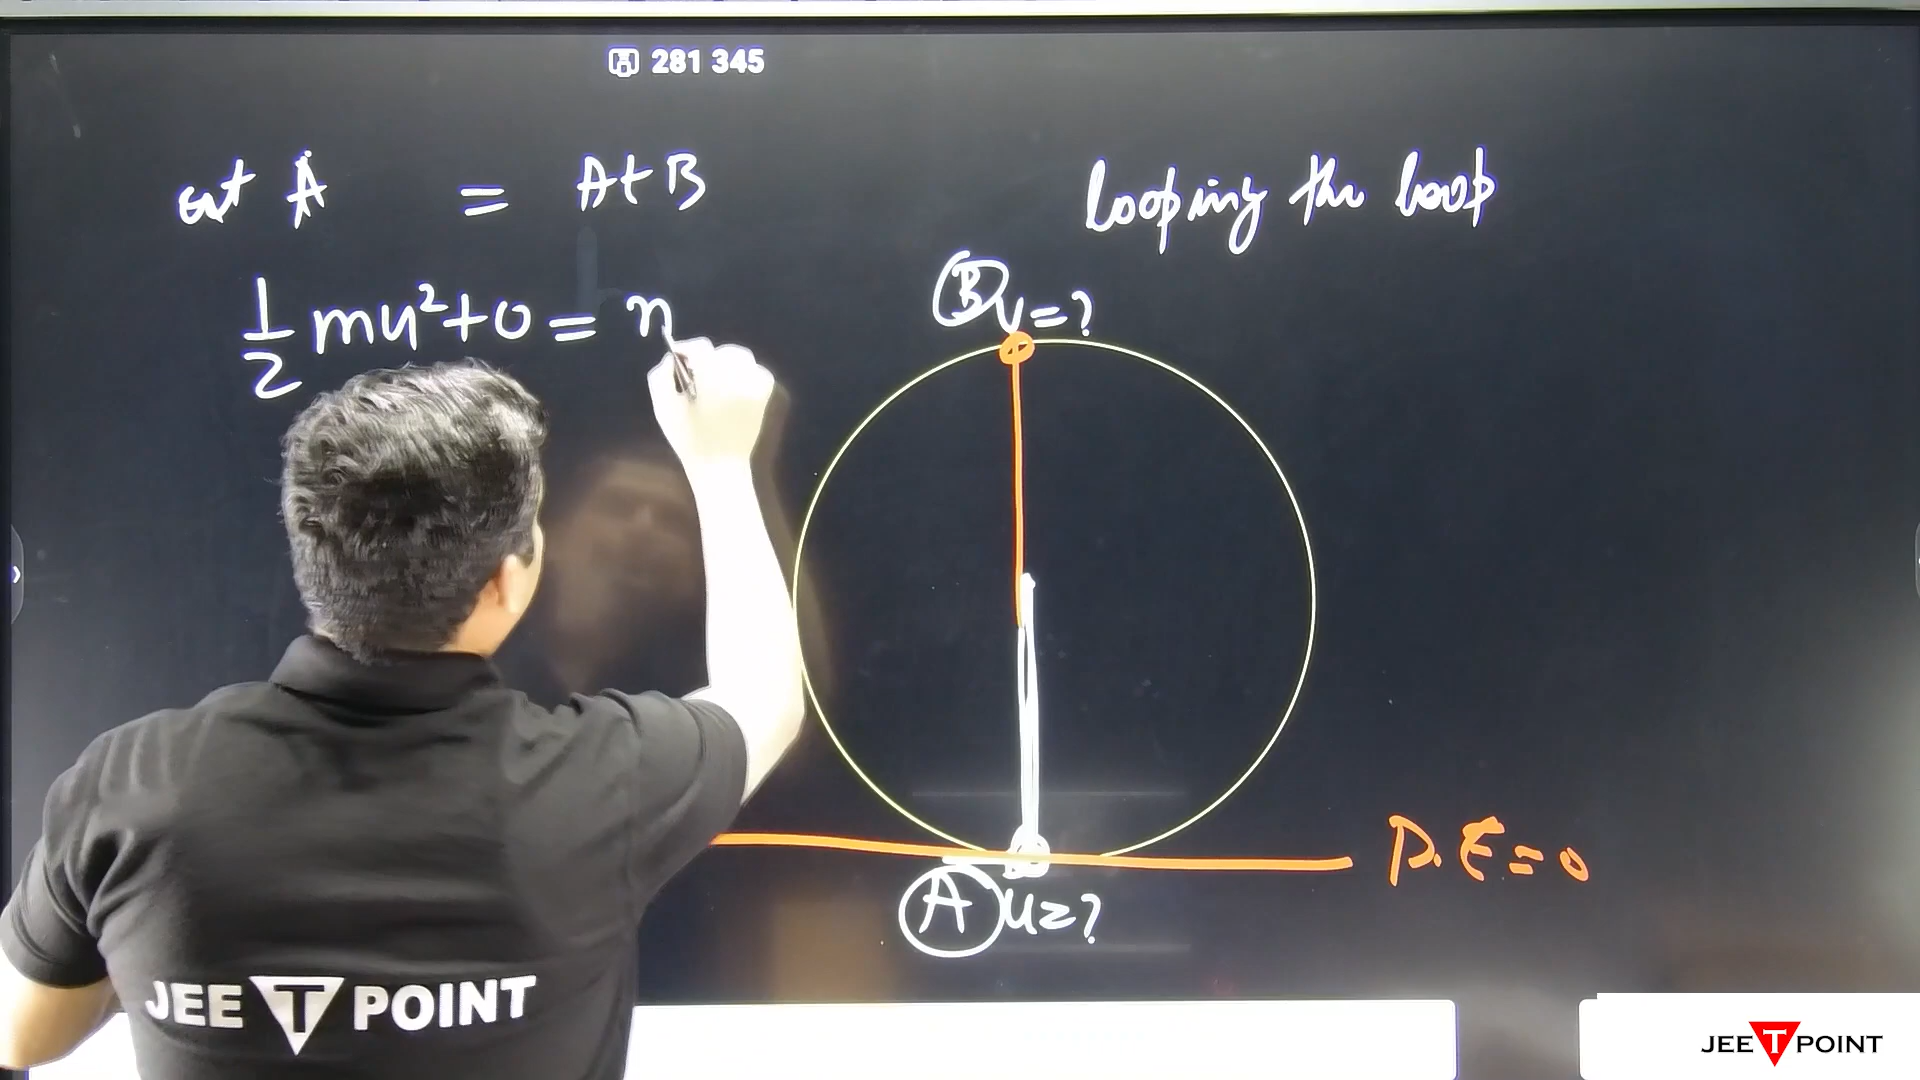 281 345
at A = At B
looping the loop
B v=?
1/2 mu²+0 = m
P.E=0
A u=?
JEE T POINT
JEE T POINT